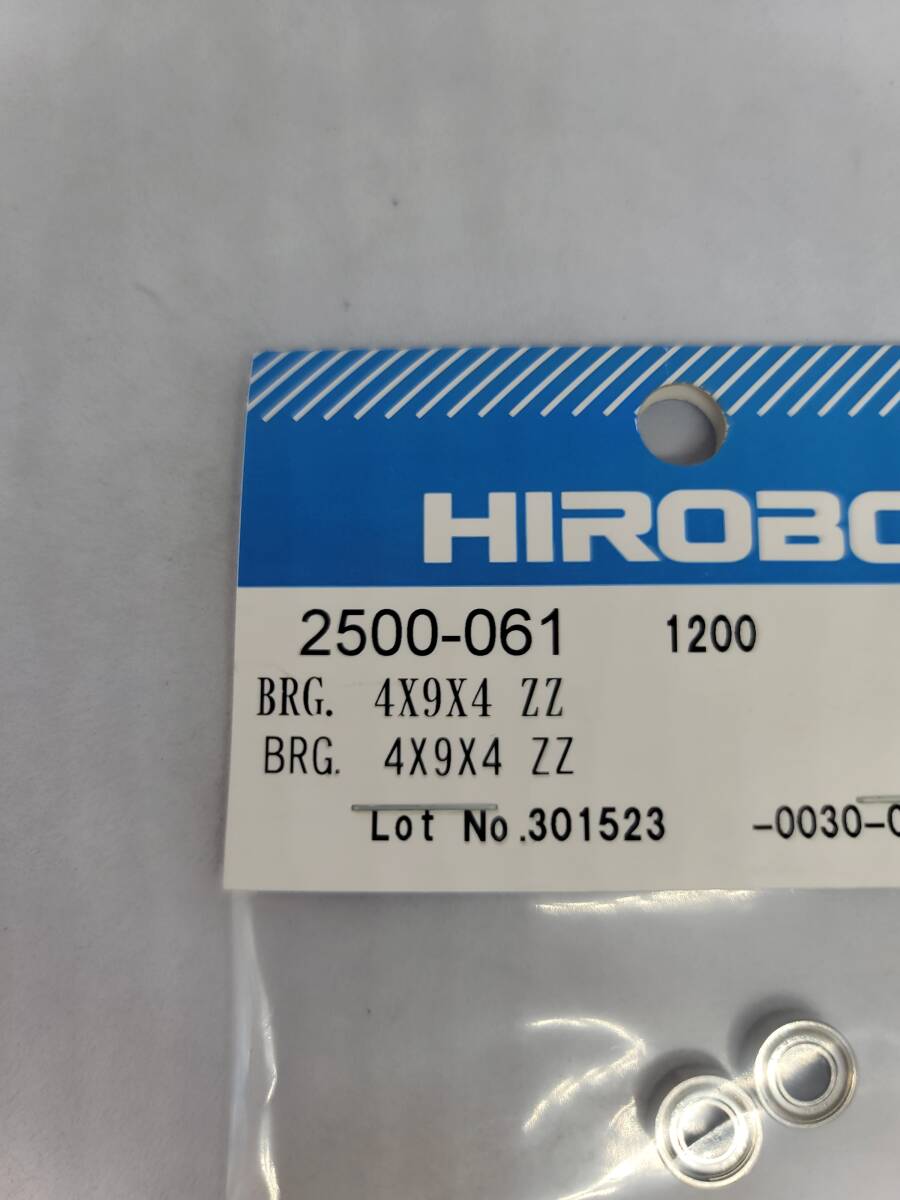 HIROBO
2500-061 1200
BRG. 4X9X4 ZZ
BRG. 4X9X4 ZZ
Lot No.301523 -0030-